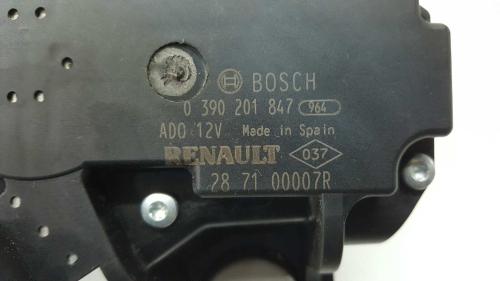 BOSCH
0 390 201 847 964
ADO 12V Made in Spain
RENAULT 037
28 71 00007R